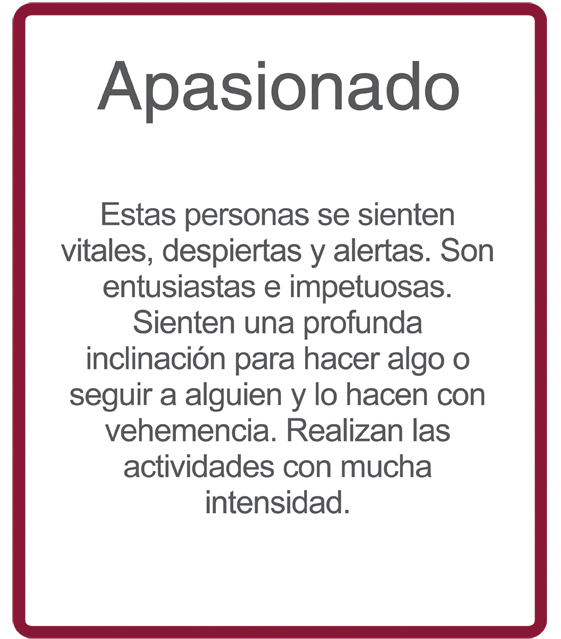 Apasionado
Estas personas se sienten
vitales, despiertas y alertas. Son
entusiastas e impetuosas.
Sienten una profunda
inclinación para hacer algo o
seguir a alguien y lo hacen con
vehemencia. Realizan las
actividades con mucha
intensidad.